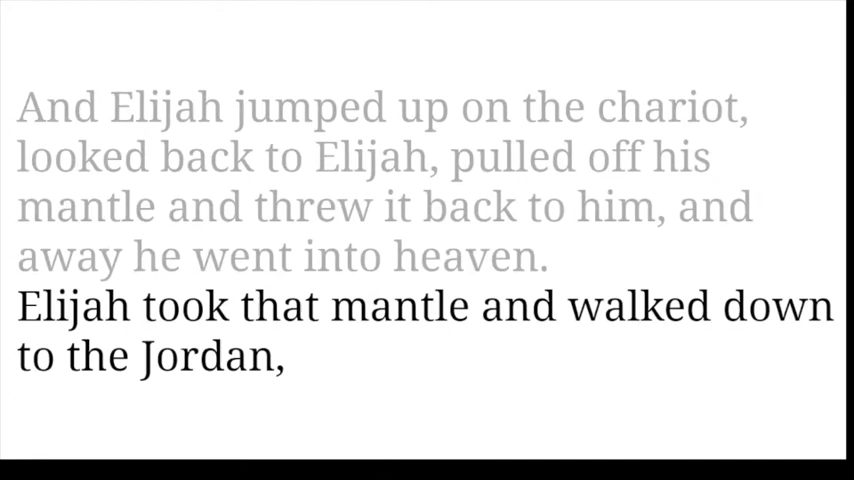 And Elijah jumped up on the chariot,
looked back to Elijah, pulled off his
mantle and threw it back to him, and
away he went into heaven.
Elijah took that mantle and walked down
to the Jordan,